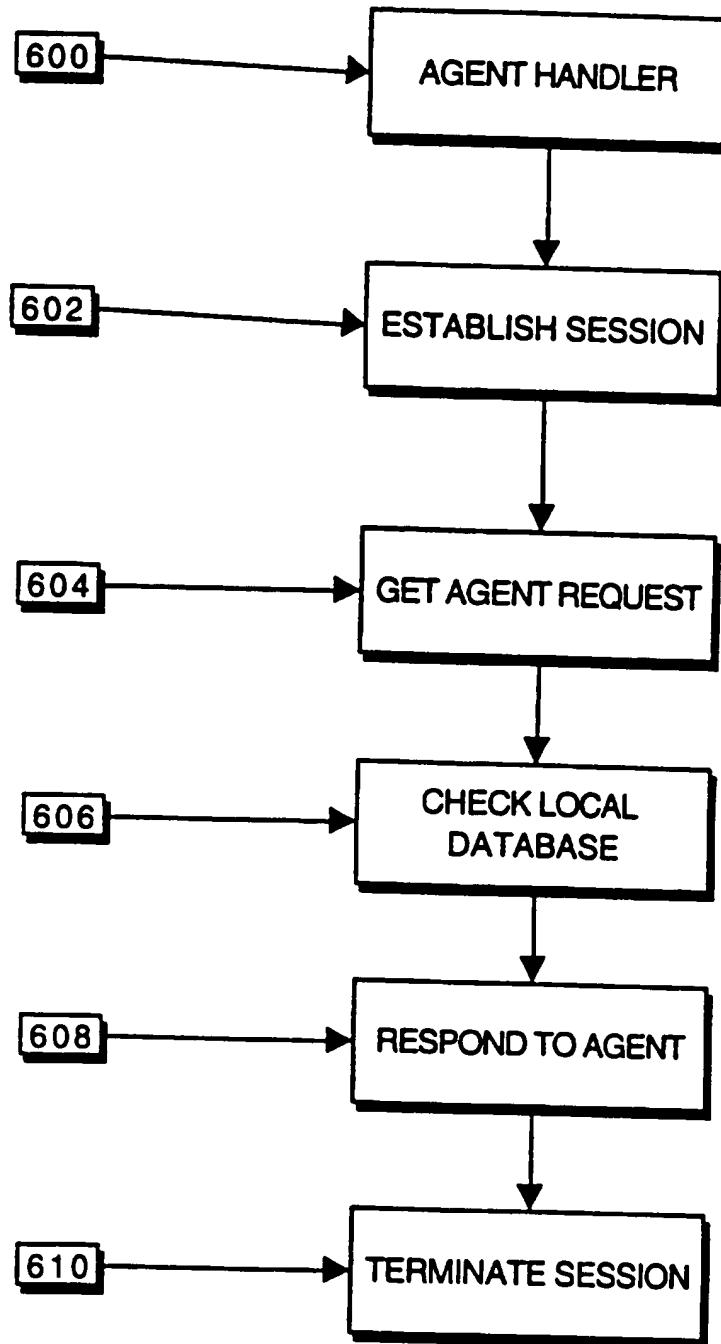 600
AGENT HANDLER
602
ESTABLISH SESSION
604
GET AGENT REQUEST
606
CHECK LOCAL
DATABASE
608
RESPOND TO AGENT
610
TERMINATE SESSION